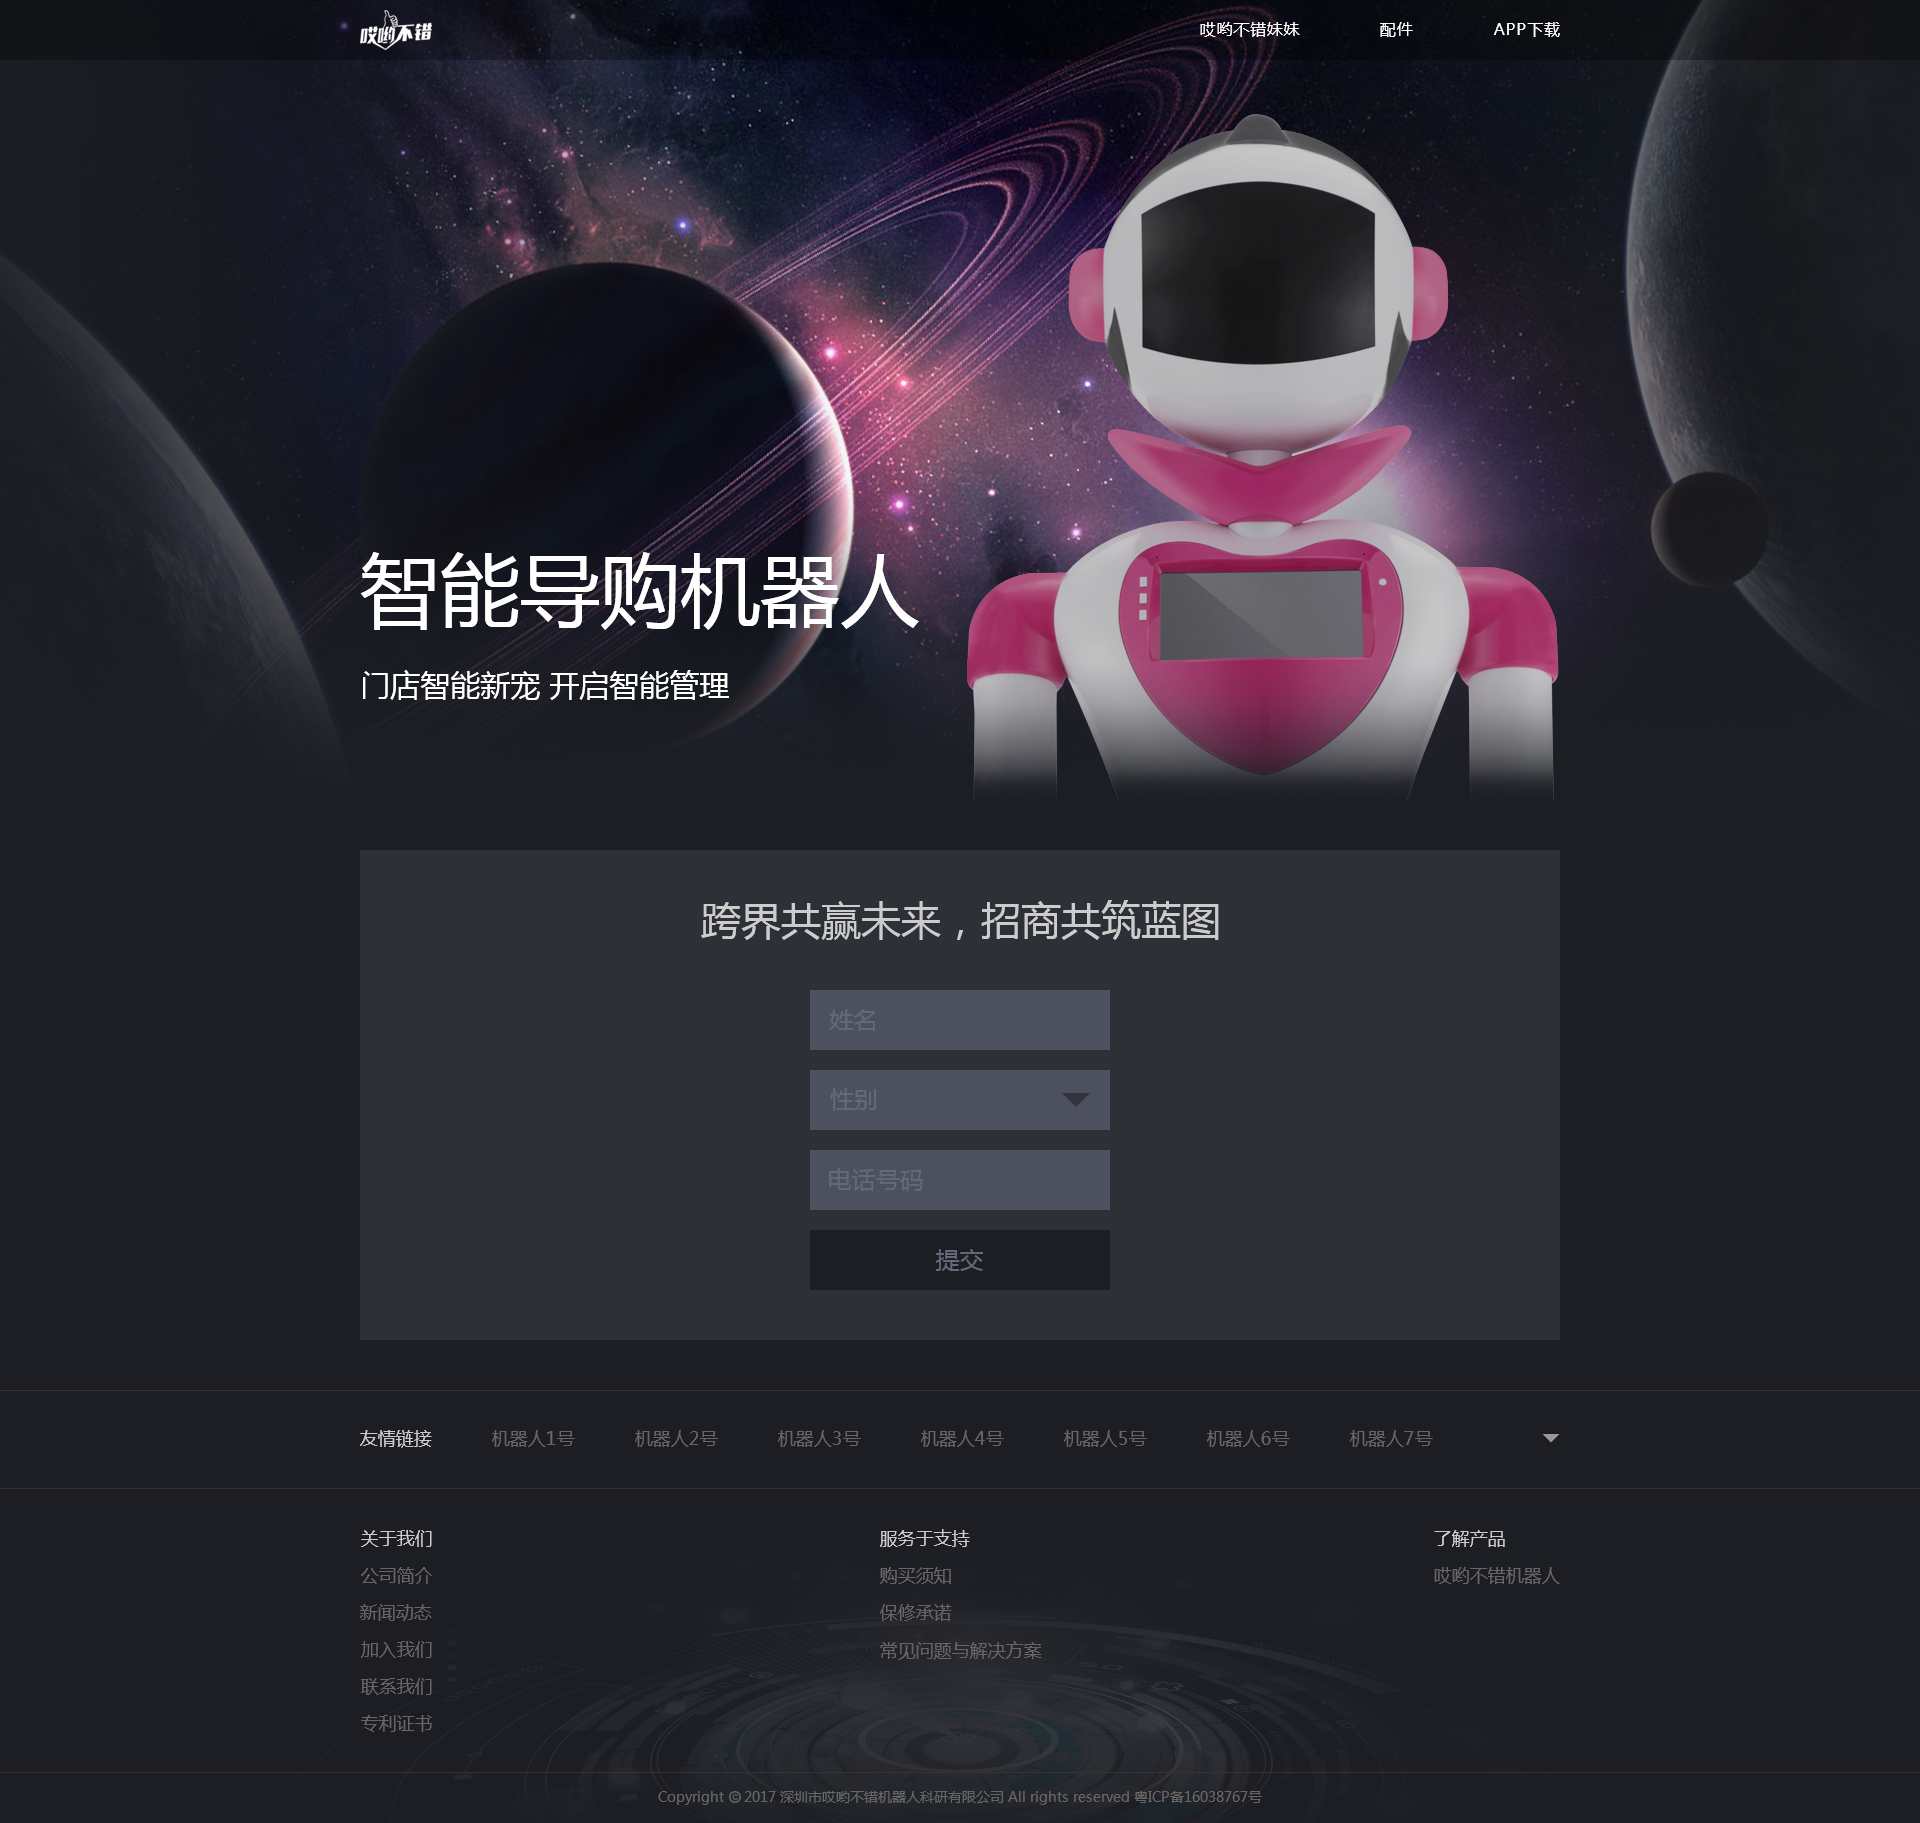 哎哟不错
哎哟不错妹妹 配件 APP下载
智能导购机器人
门店智能新宠 开启智能管理
跨界共赢未来，招商共筑蓝图
姓名
性别
电话号码
提交
友情链接 机器人1号 机器人2号 机器人3号 机器人4号 机器人5号 机器人6号 机器人7号
关于我们
公司简介
新闻动态
加入我们
联系我们
专利证书
服务于支持
购买须知
保修承诺
常见问题与解决方案
了解产品
哎哟不错机器人
Copyright © 2017 深圳市哎哟不错机器人科研有限公司 All rights reserved 粤ICP备16038767号